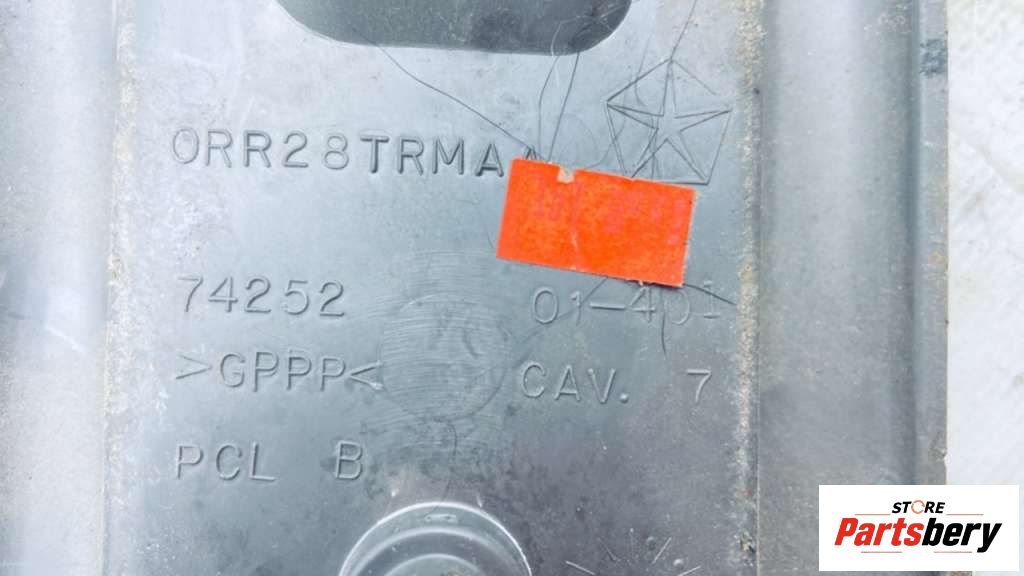 0RR28TRMA
74252 01-401
>GPPP< CAV. 7
PCL B
STORE
Partsbery